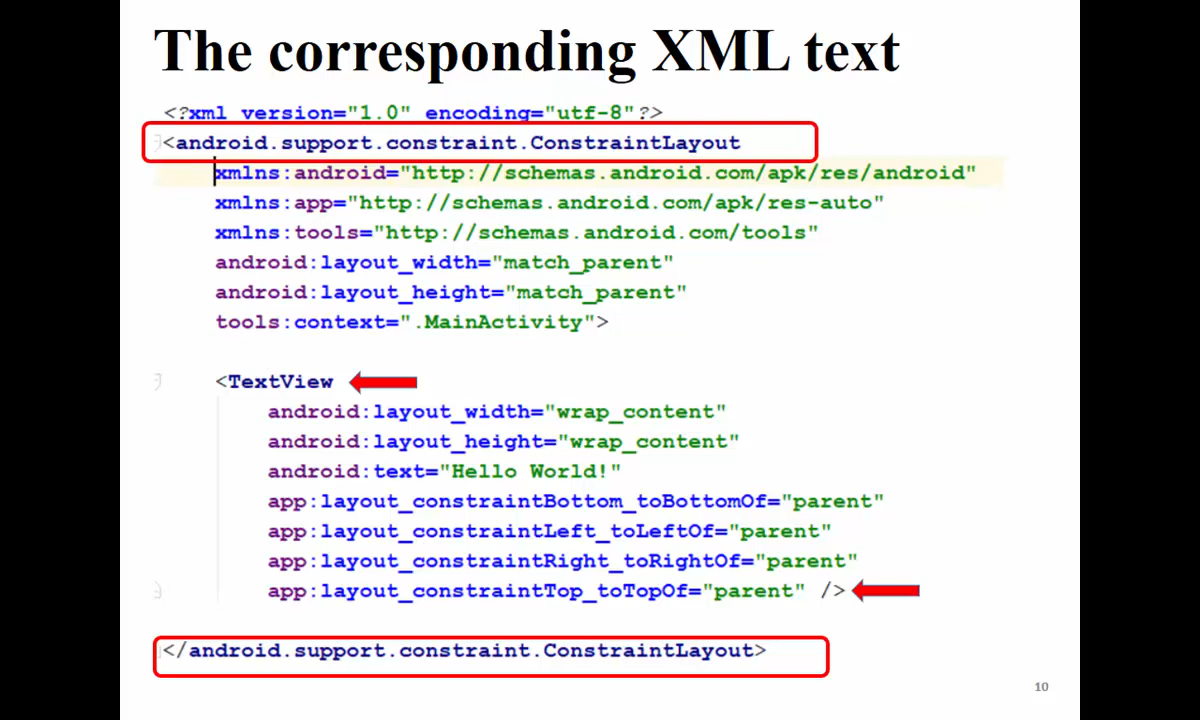 The corresponding XML text
<?xml version="1.0" encoding="utf-8"?>
<android.support.constraint.ConstraintLayout
xmlns:android="http://schemas.android.com/apk/res/android"
xmlns:app="http://schemas.android.com/apk/res-auto"
xmlns:tools="http://schemas.android.com/tools"
android:layout_width="match_parent"
android:layout_height="match_parent"
tools:context=".MainActivity">
<TextView
android:layout_width="wrap_content"
android:layout_height="wrap_content"
android:text="Hello World!"
app:layout_constraintBottom_toBottomOf="parent"
app:layout_constraintLeft_toLeftOf="parent"
app:layout_constraintRight_toRightOf="parent"
app:layout_constraintTop_toTopOf="parent" />
</android.support.constraint.ConstraintLayout>
10